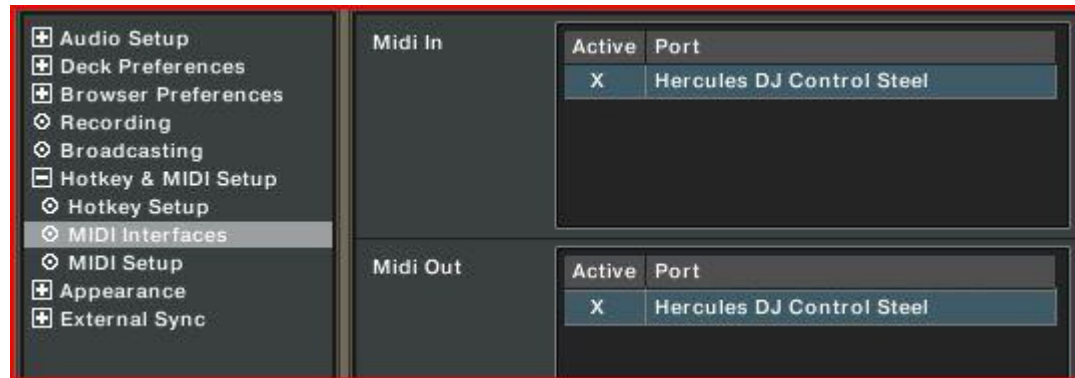 Audio Setup
Deck Preferences
Browser Preferences
Recording
Broadcasting
Hotkey & MIDI Setup
Hotkey Setup
MIDI Interfaces
MIDI Setup
Appearance
External Sync
Midi In
Active Port
X Hercules DJ Control Steel
Midi Out
Active Port
X Hercules DJ Control Steel